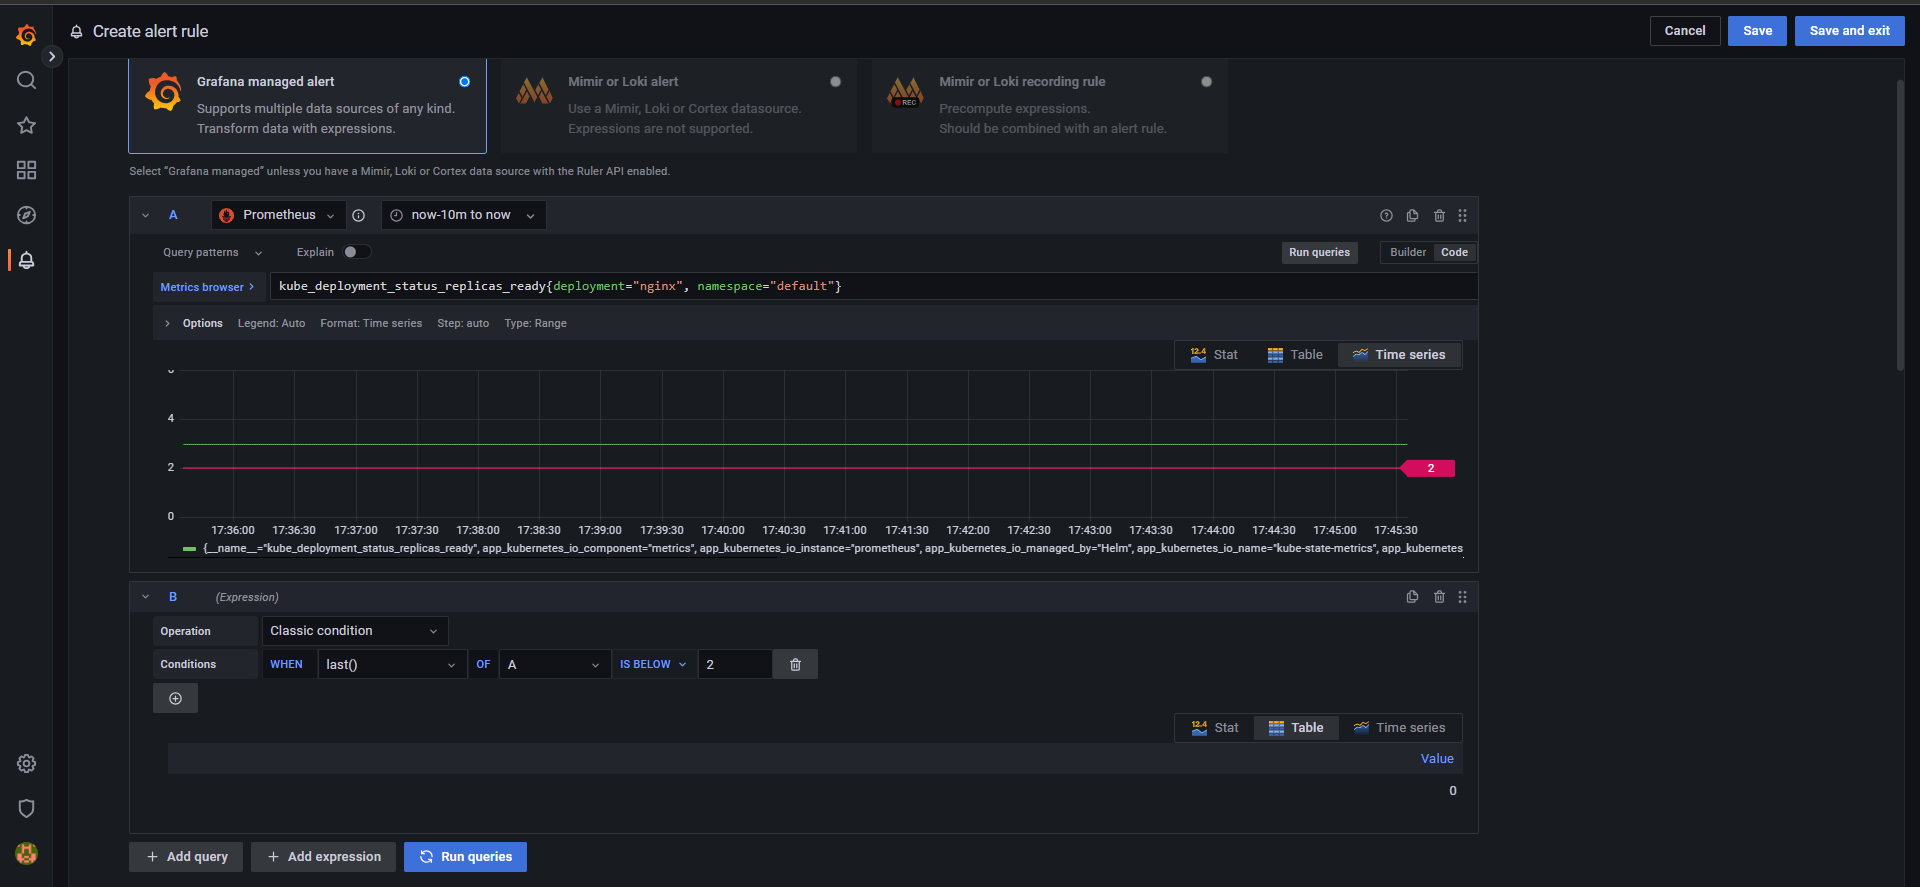 Create alert rule
Cancel
Save
Save and exit
Grafana managed alert
Supports multiple data sources of any kind.
Transform data with expressions.
Mimir or Loki alert
Use a Mimir, Loki or Cortex datasource.
Expressions are not supported.
REC
Mimir or Loki recording rule
Precompute expressions.
Should be combined with an alert rule.
Select “Grafana managed” unless you have a Mimir, Loki or Cortex data source with the Ruler API enabled.
A
Prometheus
now-10m to now
Query patterns
Explain
Run queries
Builder
Code
Metrics browser >
kube_deployment_status_replicas_ready{deployment="nginx", namespace="default"}
Options Legend: Auto Format: Time series Step: auto Type: Range
12.4 Stat
Table
Time series
4
2
0
2
17:36:00 17:36:30 17:37:00 17:37:30 17:38:00 17:38:30 17:39:00 17:39:30 17:40:00 17:40:30 17:41:00 17:41:30 17:42:00 17:42:30 17:43:00 17:43:30 17:44:00 17:44:30 17:45:00 17:45:30
{__name__="kube_deployment_status_replicas_ready", app_kubernetes_io_component="metrics", app_kubernetes_io_instance="prometheus", app_kubernetes_io_managed_by="Helm", app_kubernetes_io_name="kube-state-metrics", app_kubernetes
B
(Expression)
Operation
Classic condition
Conditions
WHEN
last()
OF
A
IS BELOW
2
12.4 Stat
Table
Time series
Value
0
+ Add query
+ Add expression
Run queries